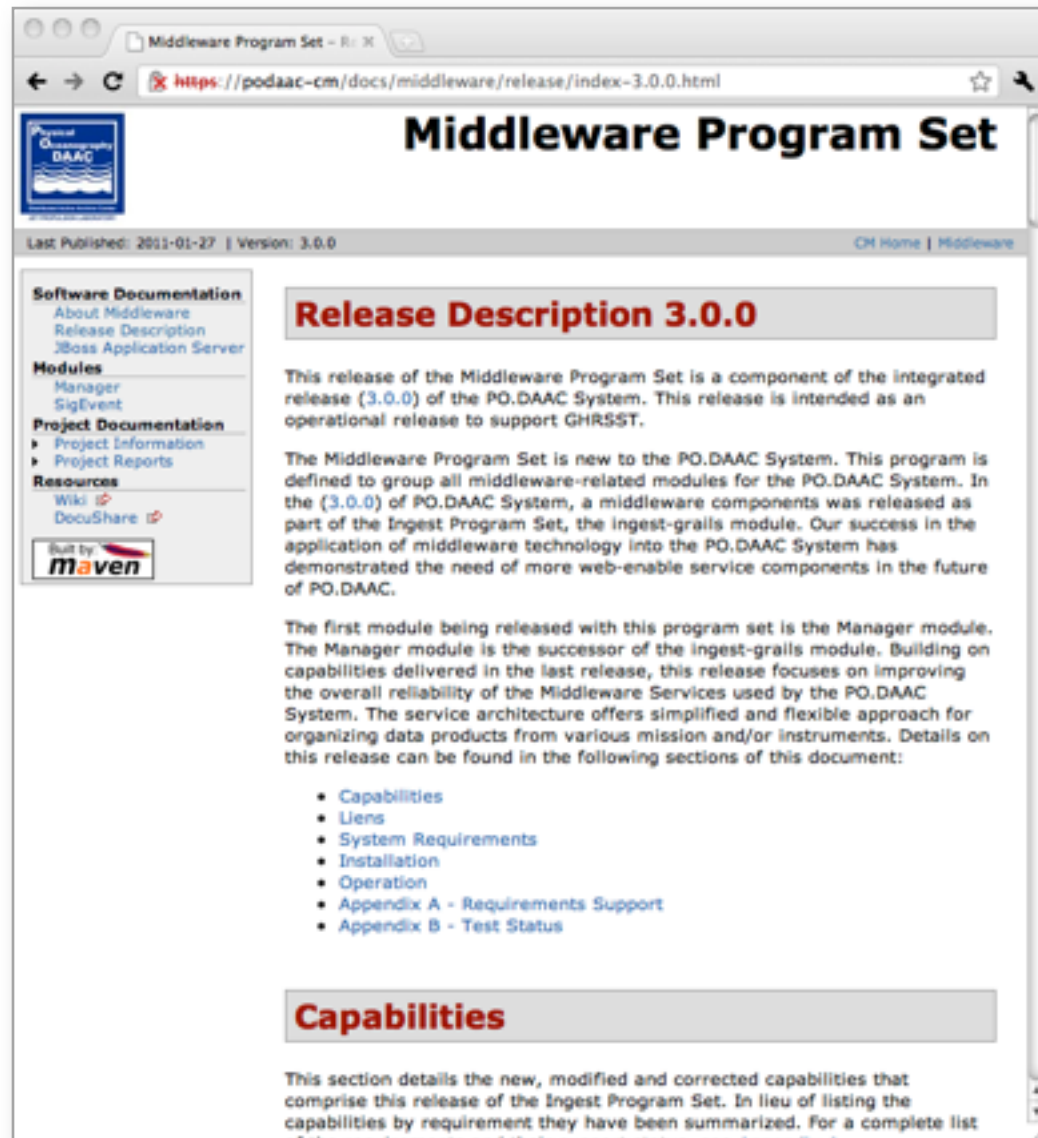 Middleware Program Set – Re
https://podaac-cm/docs/middleware/release/index-3.0.0.html
Physical
Oceanography
DAAC
Middleware Program Set
Last Published: 2011-01-27 | Version: 3.0.0
CM Home | Middleware
Software Documentation
About Middleware
Release Description
JBoss Application Server
Modules
Manager
SigEvent
Project Documentation
Project Information
Project Reports
Resources
Wiki
DocuShare
Built by:
maven
Release Description 3.0.0
This release of the Middleware Program Set is a component of the integrated
release (3.0.0) of the PO.DAAC System. This release is intended as an
operational release to support GHRSST.
The Middleware Program Set is new to the PO.DAAC System. This program is
defined to group all middleware-related modules for the PO.DAAC System. In
the (3.0.0) of PO.DAAC System, a middleware components was released as
part of the Ingest Program Set, the ingest-grails module. Our success in the
application of middleware technology into the PO.DAAC System has
demonstrated the need of more web-enable service components in the future
of PO.DAAC.
The first module being released with this program set is the Manager module.
The Manager module is the successor of the ingest-grails module. Building on
capabilities delivered in the last release, this release focuses on improving
the overall reliability of the Middleware Services used by the PO.DAAC
System. The service architecture offers simplified and flexible approach for
organizing data products from various mission and/or instruments. Details on
this release can be found in the following sections of this document:
• Capabilities
• Liens
• System Requirements
• Installation
• Operation
• Appendix A - Requirements Support
• Appendix B - Test Status
Capabilities
This section details the new, modified and corrected capabilities that
comprise this release of the Ingest Program Set. In lieu of listing the
capabilities by requirement they have been summarized. For a complete list